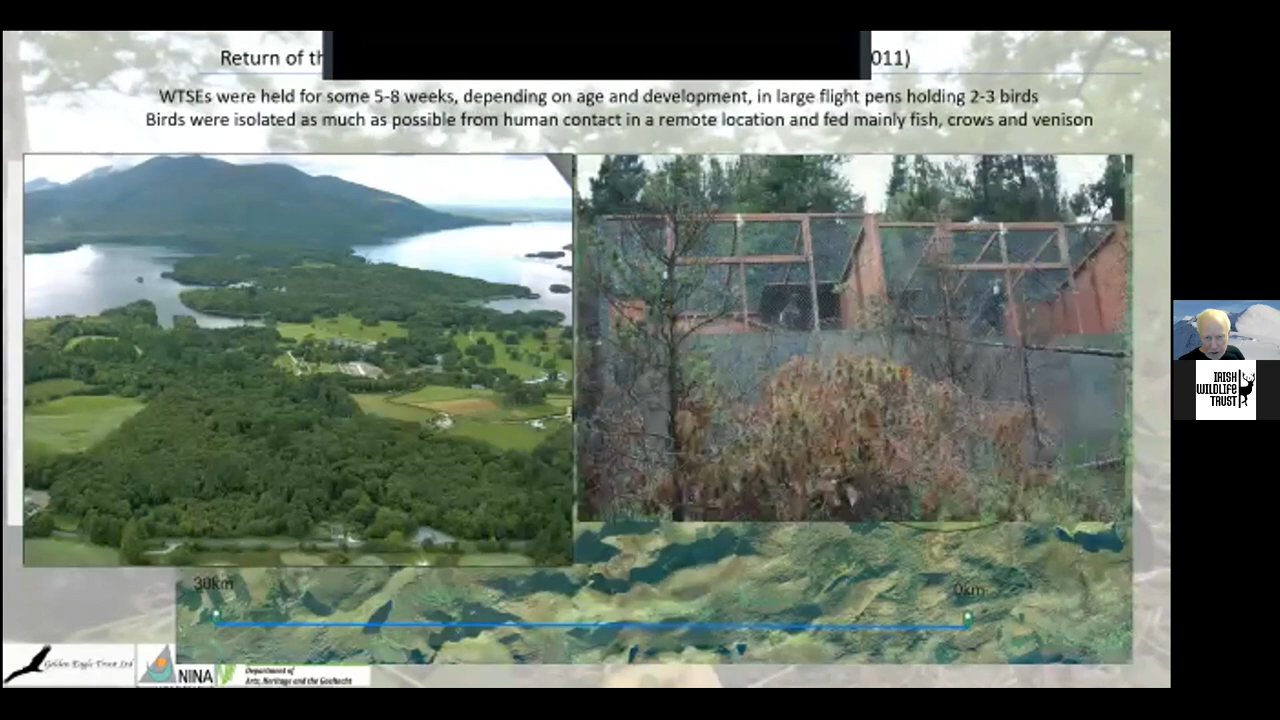 Return of th
011)
WTSEs were held for some 5-8 weeks, depending on age and development, in large flight pens holding 2-3 birds
Birds were isolated as much as possible from human contact in a remote location and fed mainly fish, crows and venison
30km
0km
Golden Eagle Trust Ltd
NINA
Department of
Arts, Heritage and the Gaeltacht
IRISH
WILDLIFE
TRUST